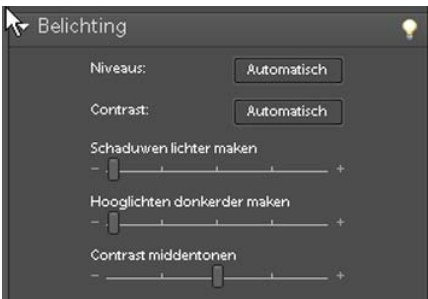 Belichting
Niveaus: Automatisch
Contrast: Automatisch
Schaduwen lichter maken
- +
Hooglichten donkerder maken
- +
Contrast middentonen
- +